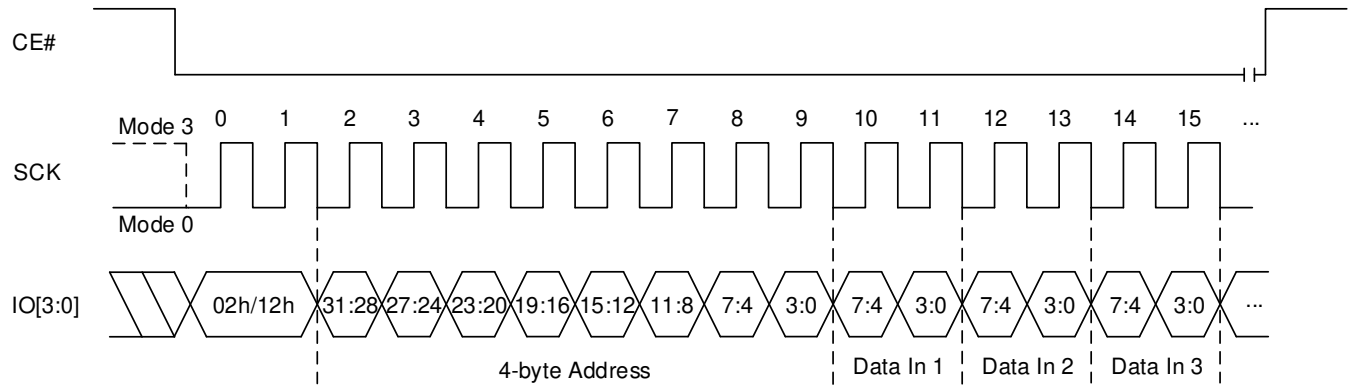 CE#
Mode 3 0 1 2 3 4 5 6 7 8 9 10 11 12 13 14 15 ...
SCK
Mode 0
IO[3:0] 02h/12h 31:28 27:24 23:20 19:16 15:12 11:8 7:4 3:0 7:4 3:0 7:4 3:0 7:4 3:0 ...
4-byte Address Data In 1 Data In 2 Data In 3